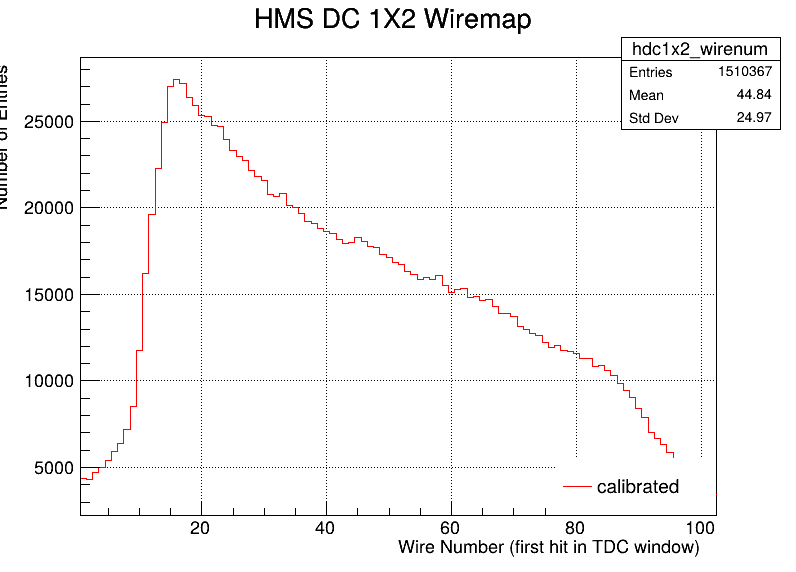 HMS DC 1X2 Wiremap
hdc1x2_wirenum
Entries 1510367
Mean 44.84
Std Dev 24.97
Number of Entries
25000
20000
15000
10000
5000
calibrated
20 40 60 80 100
Wire Number (first hit in TDC window)